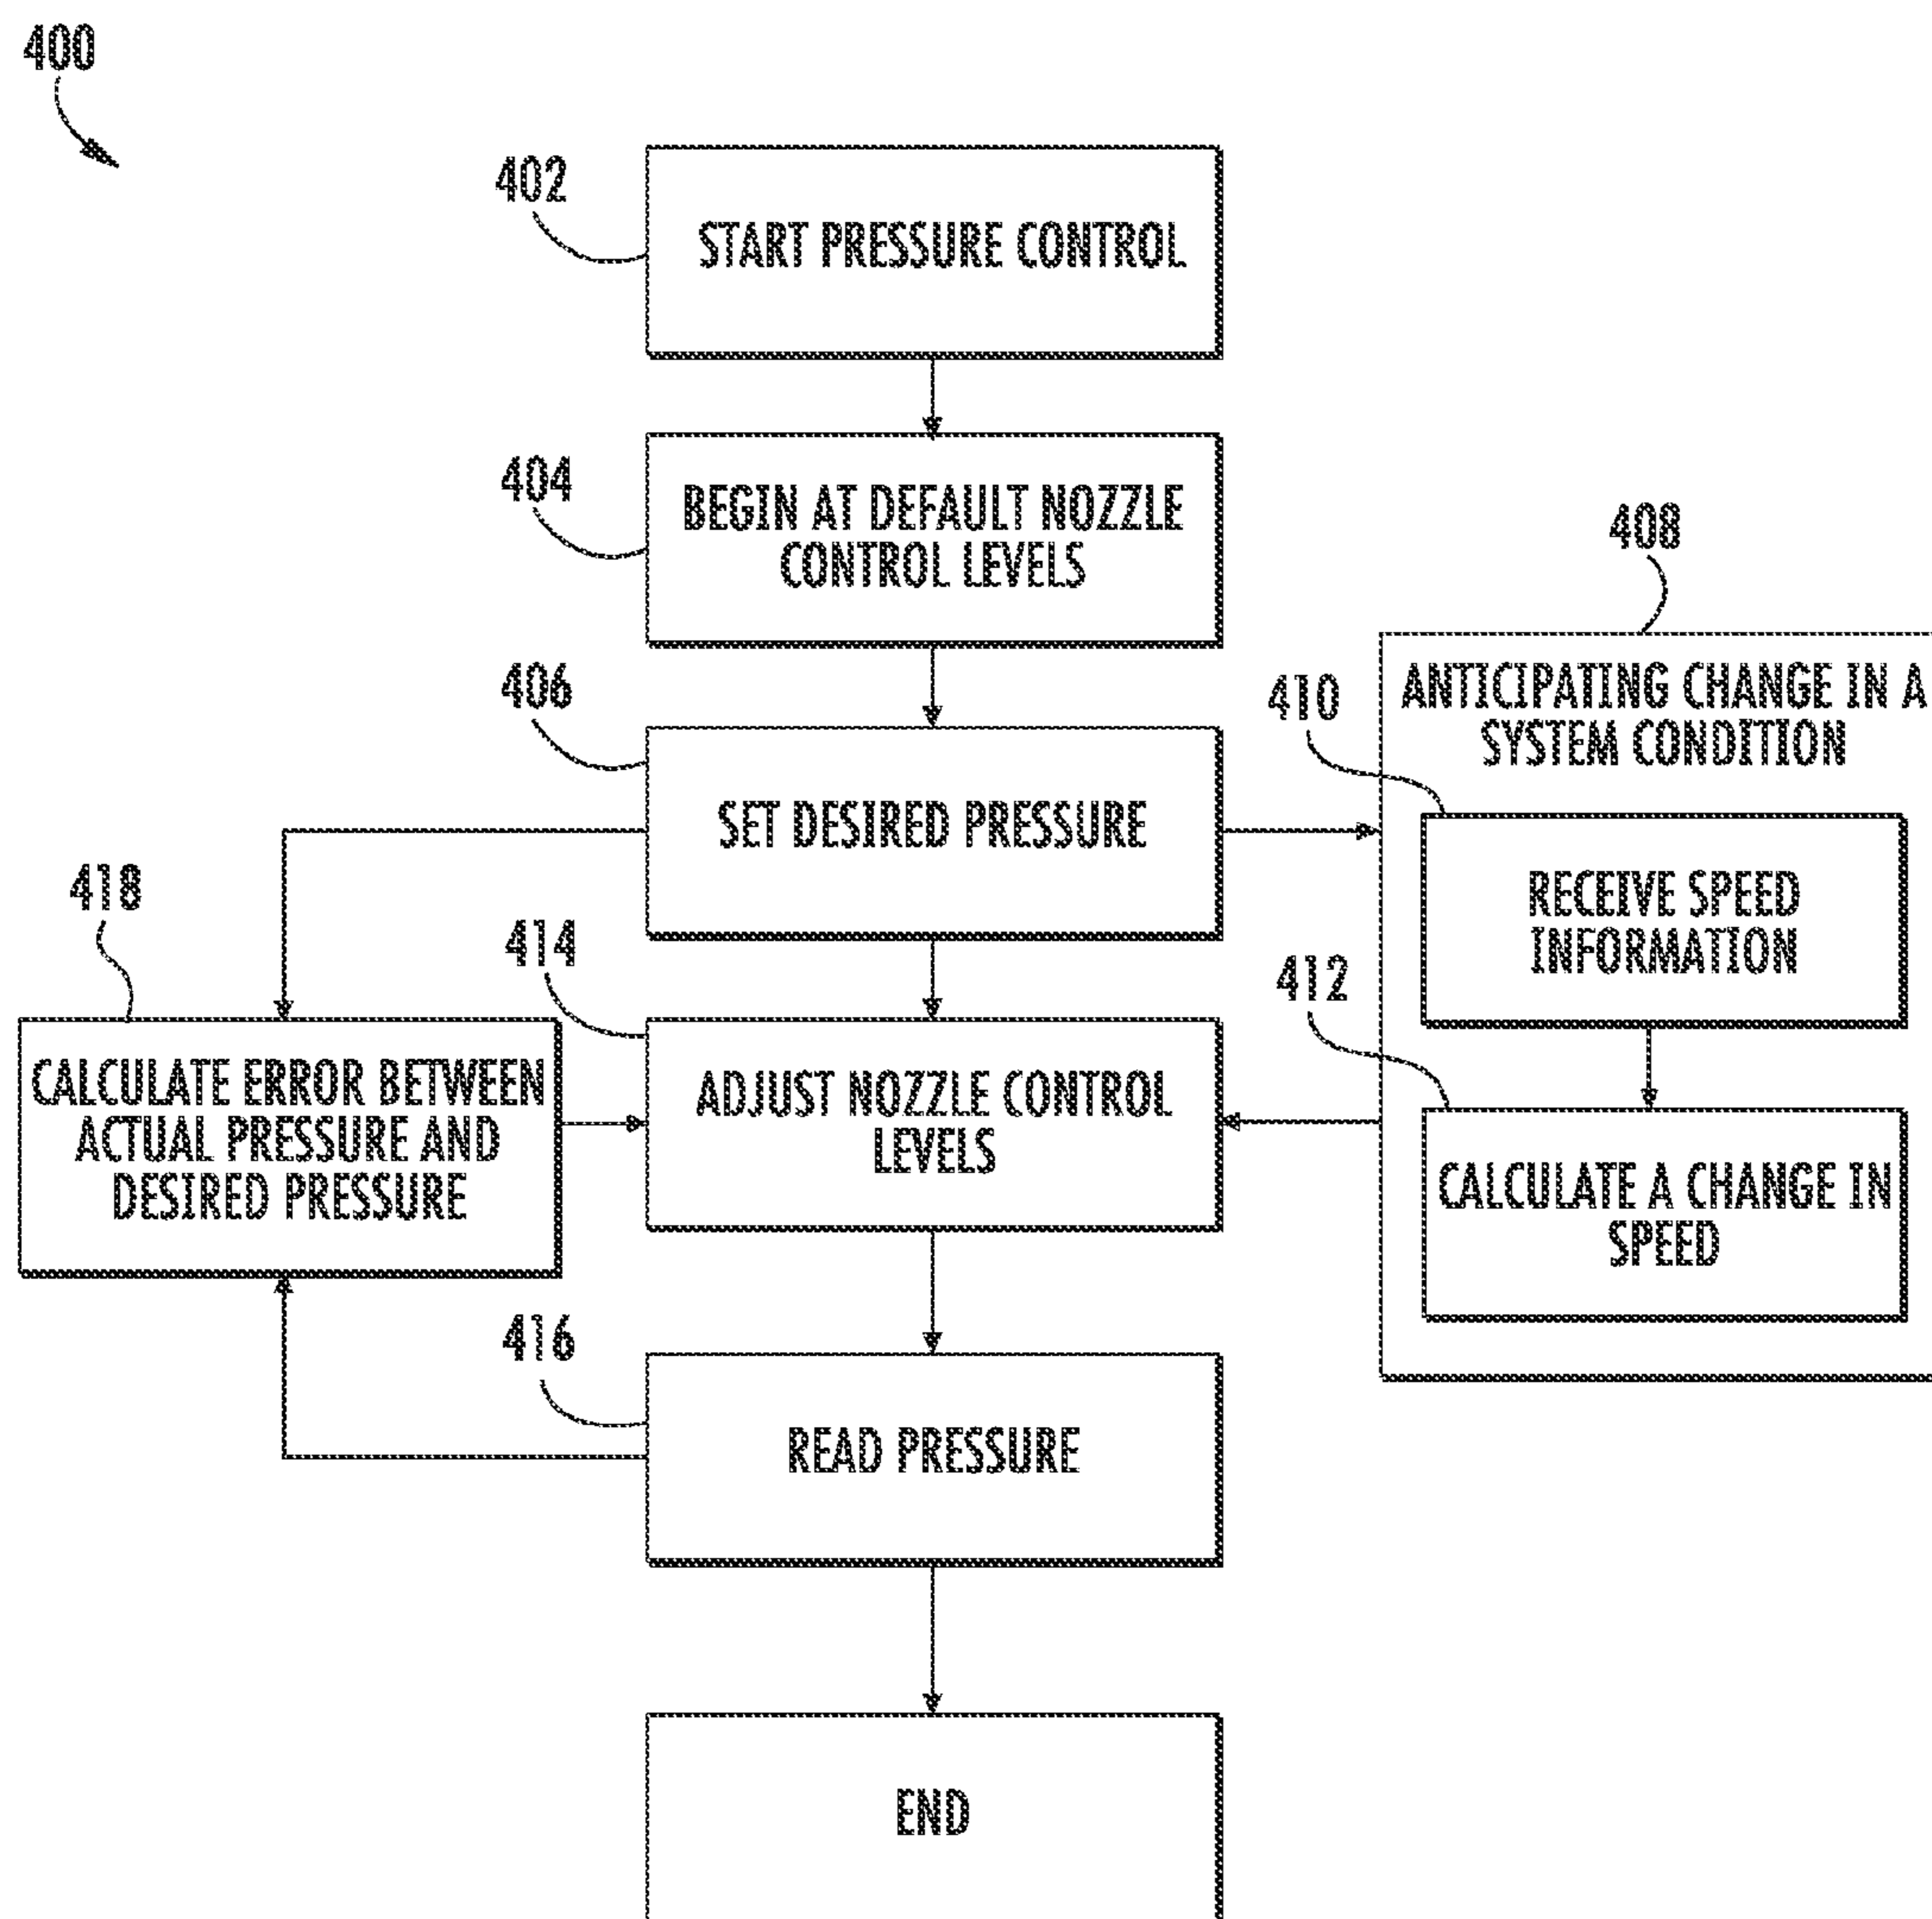 400
402
START PRESSURE CONTROL
404
BEGIN AT DEFAULT NOZZLE
CONTROL LEVELS
408
406
SET DESIRED PRESSURE
ANTICIPATING CHANGE IN A
SYSTEM CONDITION
410
RECEIVE SPEED
INFORMATION
412
CALCULATE A CHANGE IN
SPEED
418
CALCULATE ERROR BETWEEN
ACTUAL PRESSURE AND
DESIRED PRESSURE
414
ADJUST NOZZLE CONTROL
LEVELS
416
READ PRESSURE
END